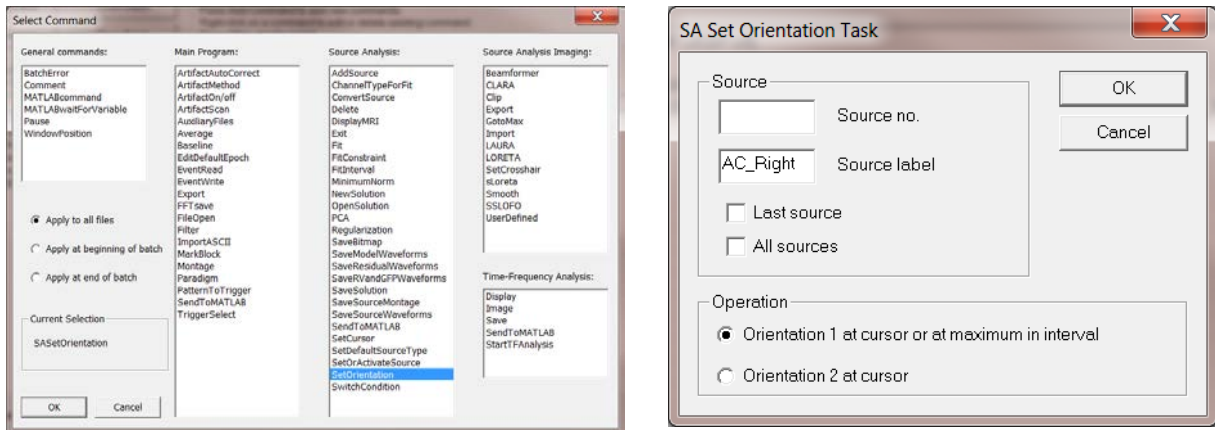 Select Command
General commands:
BatchError
Comment
MATLABcommand
MATLABwaitForVariable
Pause
WindowPosition
Apply to all files
Apply at beginning of batch
Apply at end of batch
Current Selection
SASetOrientation
OK
Cancel
Main Program:
ArtifactAutoCorrect
ArtifactMethod
ArtifactOn/off
ArtifactScan
AuxiliaryFiles
Average
Baseline
EditDefaultEpoch
EventRead
EventWrite
Export
FFTsave
FileOpen
Filter
ImportASCII
MarkBlock
Montage
Paradigm
PatternToTrigger
SendToMATLAB
TriggerSelect
Source Analysis:
AddSource
ChannelTypeForFit
ConvertSource
Delete
DisplayMRI
Exit
Fit
FitConstraint
FitInterval
MinimumNorm
NewSolution
OpenSolution
PCA
Regularization
SaveBitmap
SaveModelWaveforms
SaveResidualWaveforms
SaveRVandGFPWaveforms
SaveSolution
SaveSourceMontage
SaveSourceWaveforms
SendToMATLAB
SetCursor
SetDefaultSourceType
SetOrActivateSource
SetOrientation
SwitchCondition
Source Analysis Imaging:
Beamformer
CLARA
Clip
Export
GotoMax
Import
LAURA
LORETA
SetCrosshair
sLoreta
Smooth
SSLOFO
UserDefined
Time-Frequency Analysis:
Display
Image
Save
SendToMATLAB
StartTFAnalysis
SA Set Orientation Task
Source
Source no.
AC_Right Source label
Last source
All sources
OK
Cancel
Operation
Orientation 1 at cursor or at maximum in interval
Orientation 2 at cursor